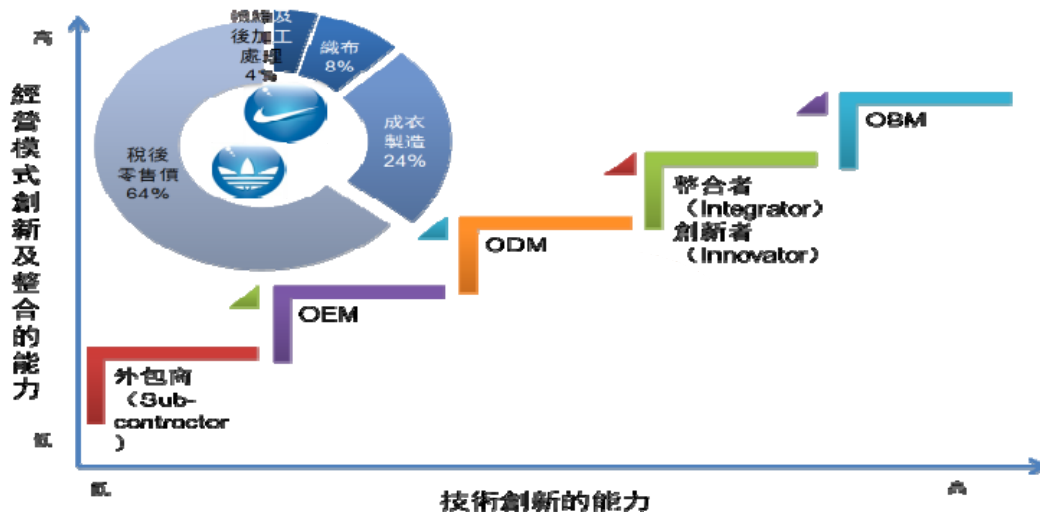 高
經營模式創新及整合的能力
低
後加工
處理
4%
織布
8%
成衣
製造
24%
稅後
零售價
64%
OBM
整合者
（Integrator）
創新者
（Innovator）
ODM
OEM
外包商
（Sub-
contractor
）
低
技術創新的能力
高